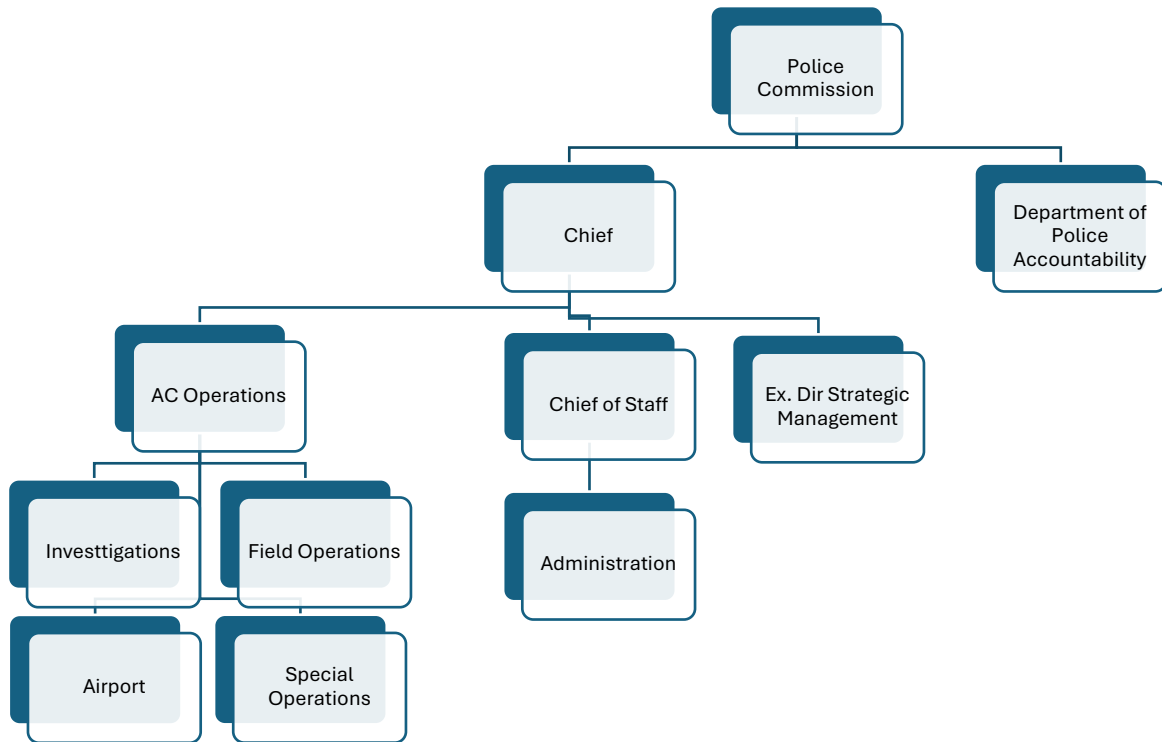 Police
Commission
Chief
Department of
Police
Accountability
AC Operations
Chief of Staff
Ex. Dir Strategic
Management
Investtigations
Field Operations
Administration
Airport
Special
Operations